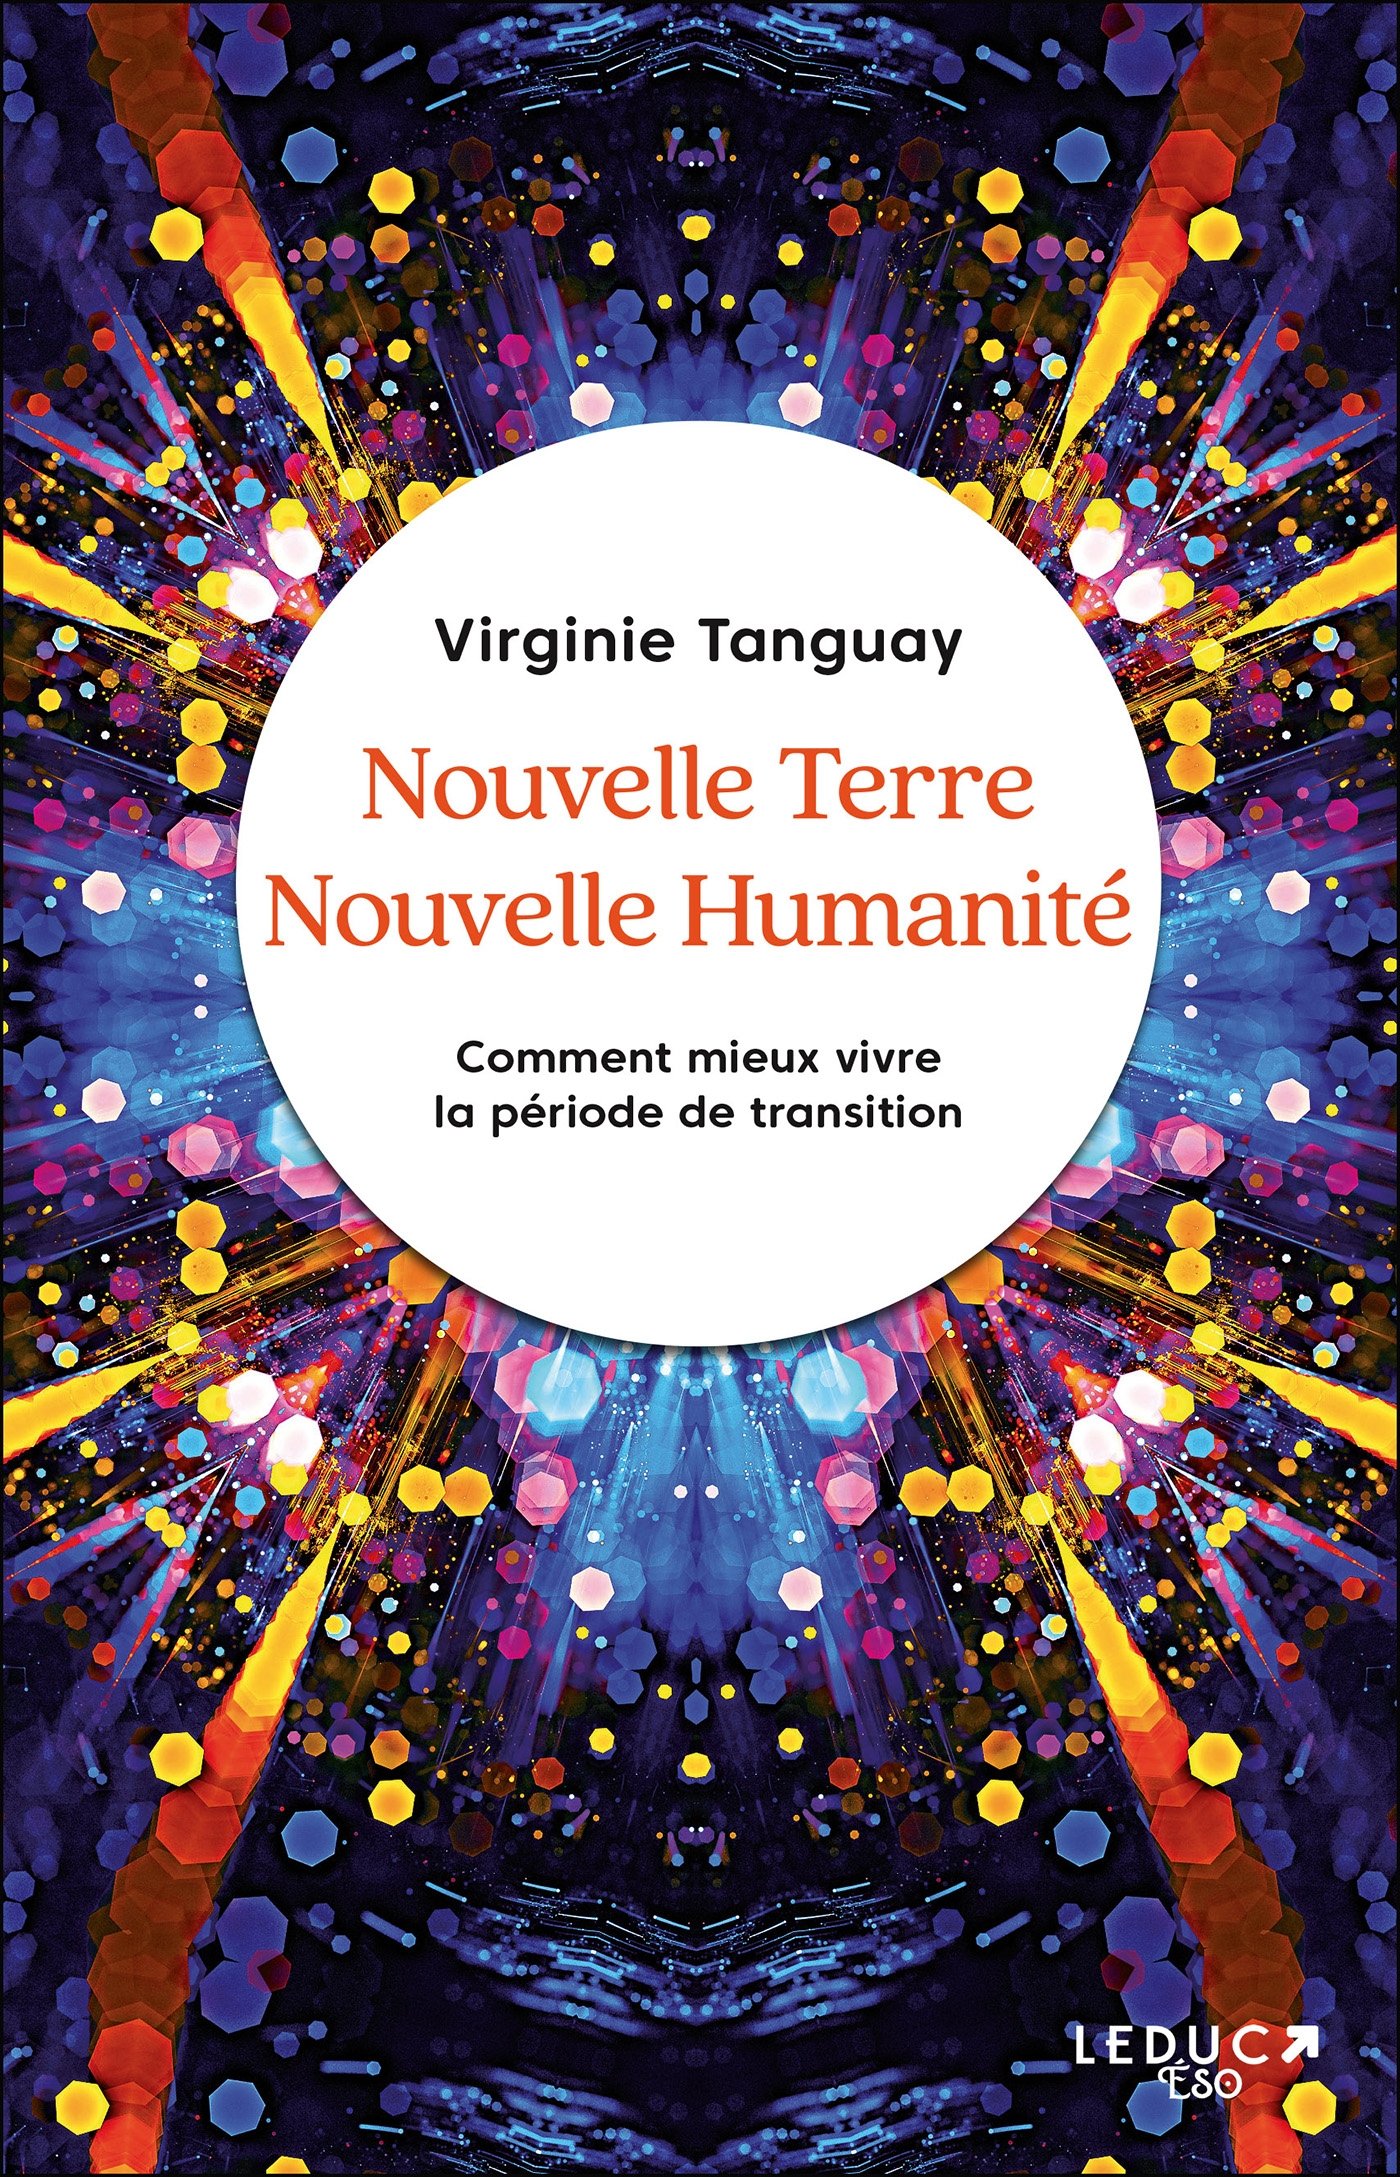 Virginie Tanguay
Nouvelle Terre
Nouvelle Humanité
Comment mieux vivre
la période de transition
LEDUC
ÉSO